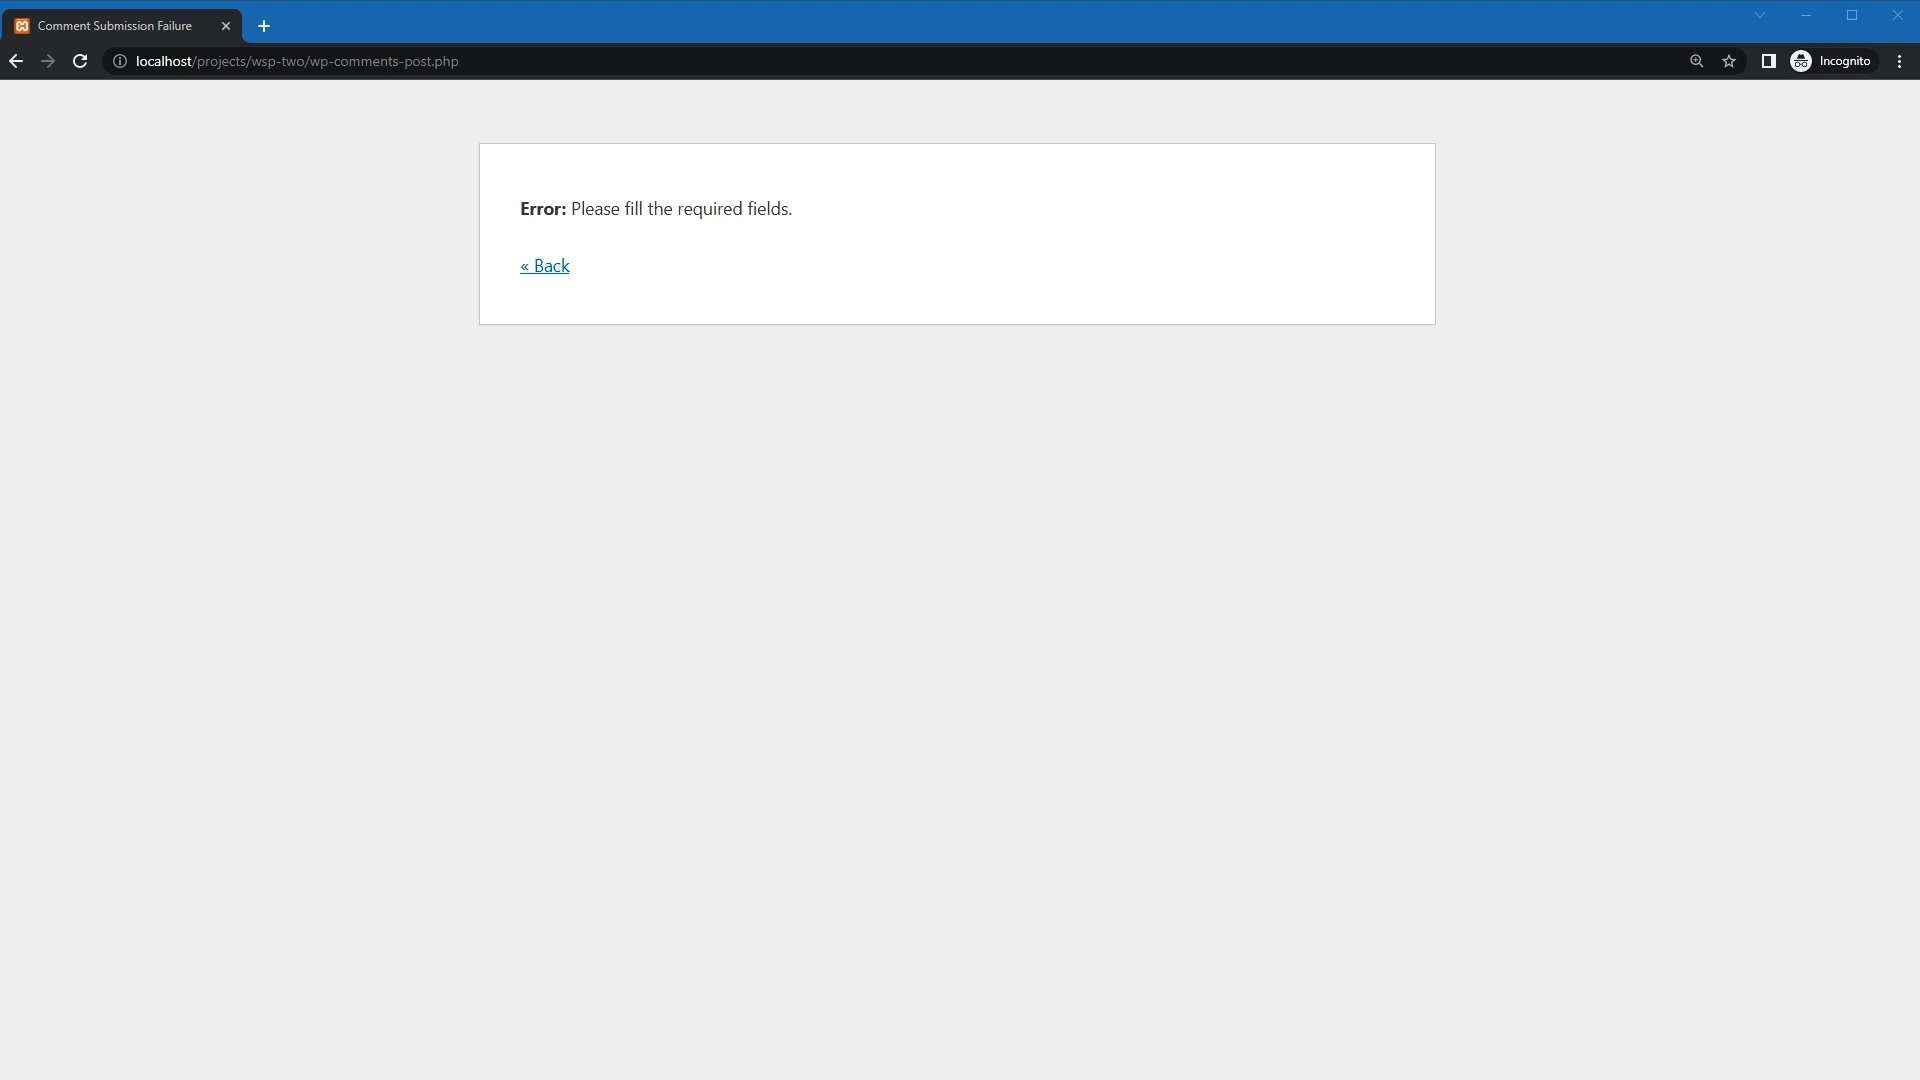 Comment Submission Failure
localhost/projects/wsp-two/wp-comments-post.php
Incognito
Error: Please fill the required fields.
« Back